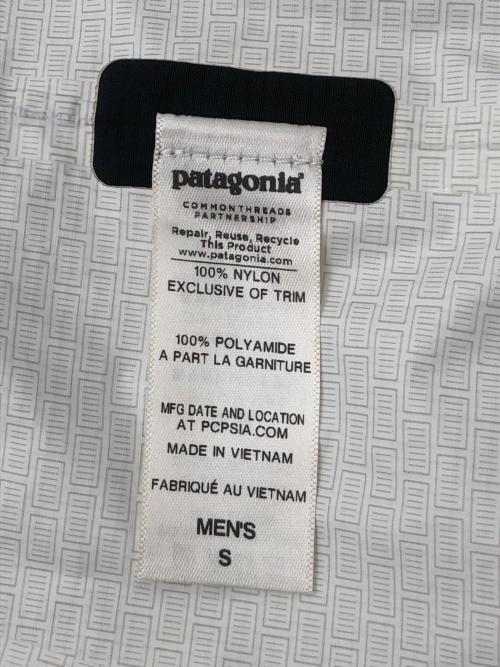 patagonia®
COMMONTHREADS
PARTNERSHIP
Repair, Reuse, Recycle
This Product
www.patagonia.com
100% NYLON
EXCLUSIVE OF TRIM
100% POLYAMIDE
A PART LA GARNITURE
MFG DATE AND LOCATION
AT PCPSIA.COM
MADE IN VIETNAM
FABRIQUÉ AU VIETNAM
MEN'S
S